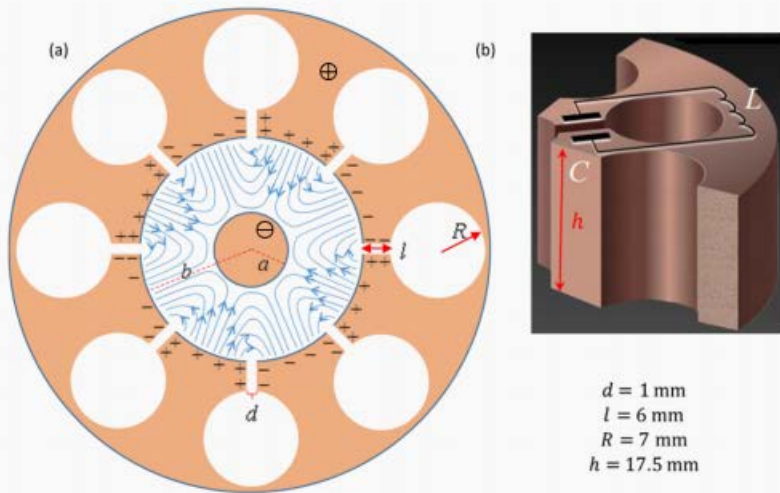 (a)
(b)
⊕
⊖
a
b
l
R
d
L
C
h
d = 1 mm
l = 6 mm
R = 7 mm
h = 17.5 mm